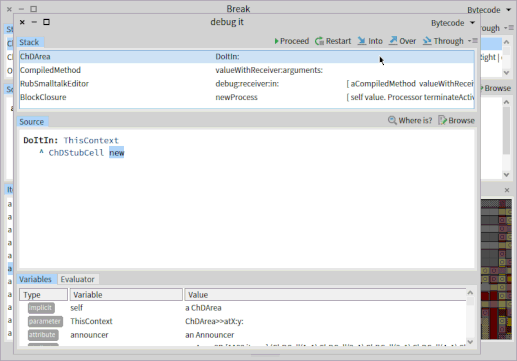 Break
Bytecode
debug it
Bytecode
Stack
Proceed Restart Into Over Through
ChDArea DoItIn:
CompiledMethod valueWithReceiver:arguments:
RubSmalltalkEditor debug:receiver:in: [ aCompiledMethod valueWithReceiv
BlockClosure newProcess [ self value. Processor terminateActiv
Source Where is? Browse
DoItIn: ThisContext
^ ChDStubCell new
Variables Evaluator
Type Variable Value
implicit self a ChDArea
parameter ThisContext ChDArea>>atX:y:
attribute announcer an Announcer